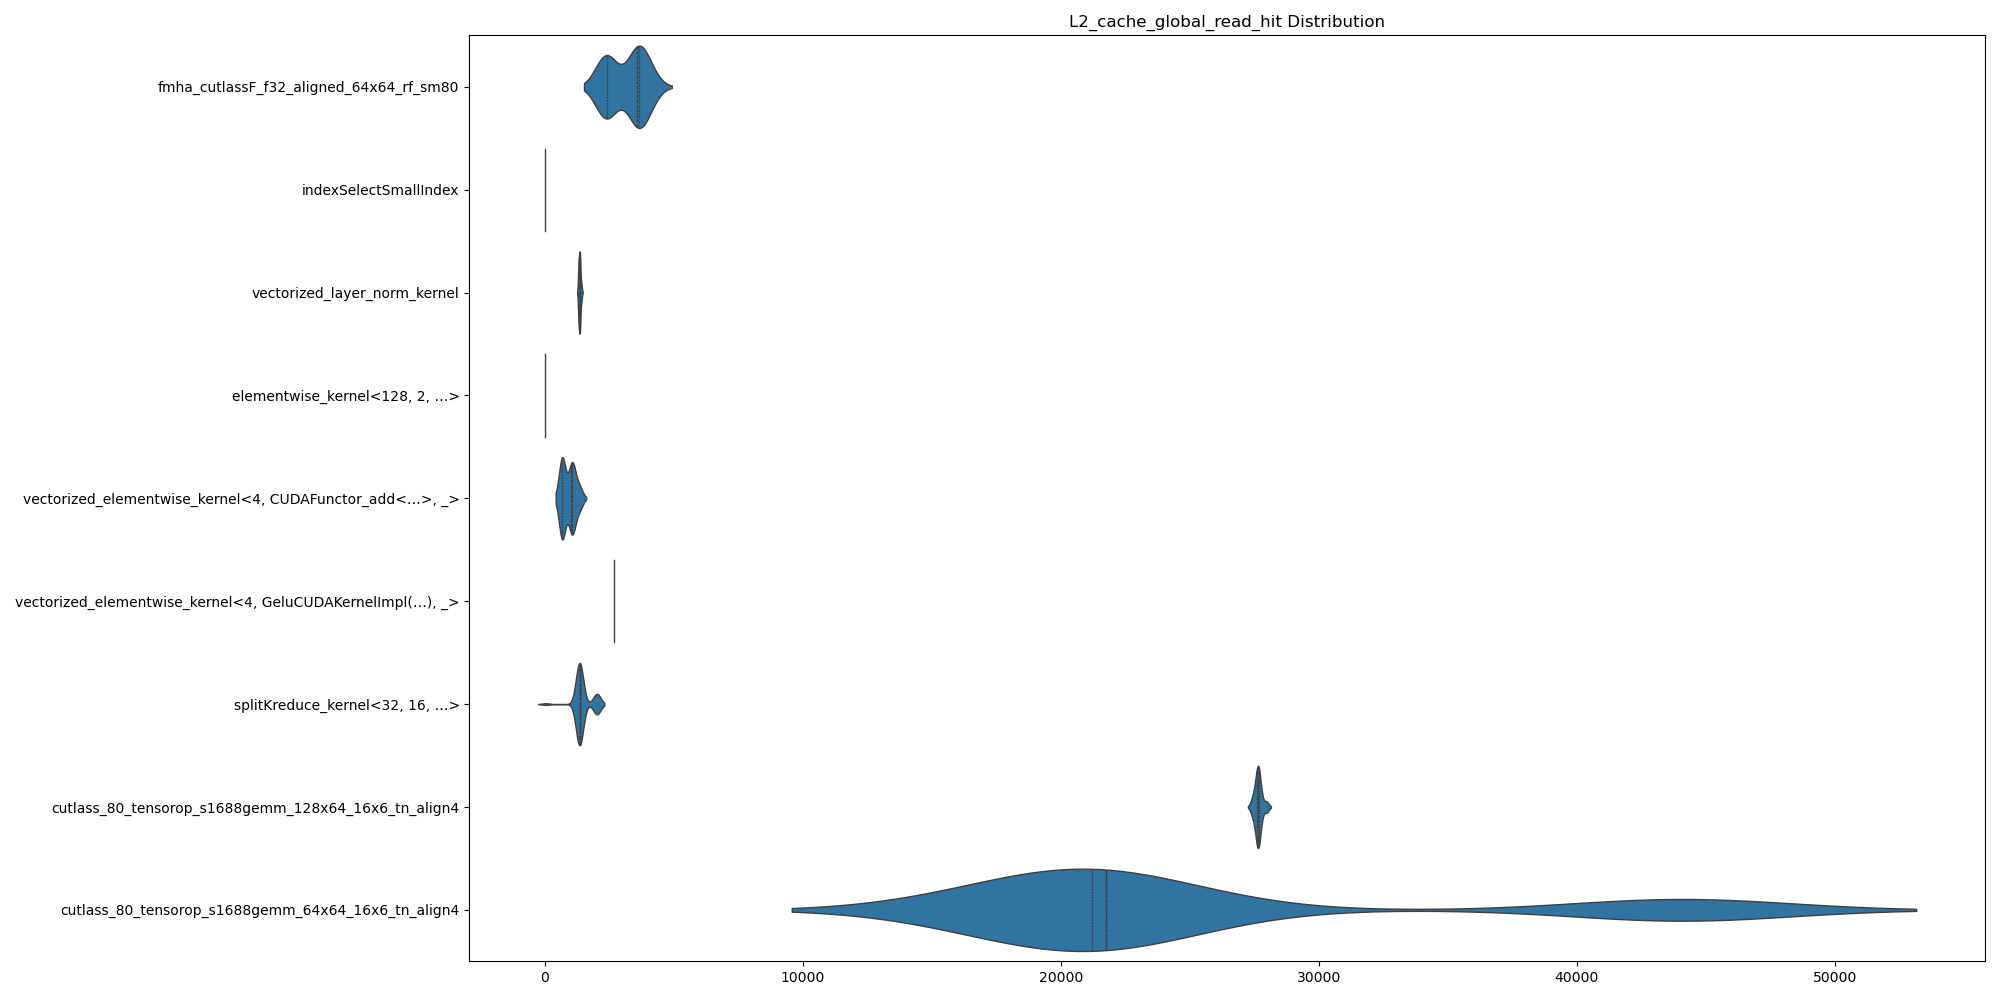 L2_cache_global_read_hit Distribution
fmha_cutlassF_f32_aligned_64x64_rf_sm80
indexSelectSmallIndex
vectorized_layer_norm_kernel
elementwise_kernel<128, 2, ...>
vectorized_elementwise_kernel<4, CUDAFunctor_add<...>, _>
vectorized_elementwise_kernel<4, GeluCUDAKernelImpl(...), _>
splitKreduce_kernel<32, 16, ...>
cutlass_80_tensorop_s1688gemm_128x64_16x6_tn_align4
cutlass_80_tensorop_s1688gemm_64x64_16x6_tn_align4
0 10000 20000 30000 40000 50000